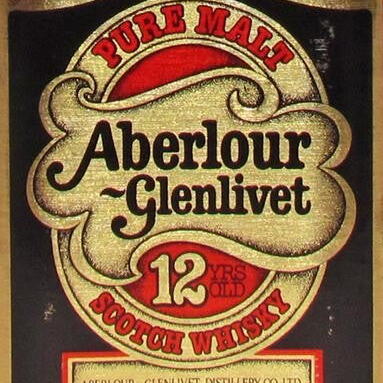 PURE MALT
Aberlour
~Glenlivet
12 YRS OLD
SCOTCH WHISKY
ABERLOUR - GLENLIVET DISTILLERY CO. LTD.